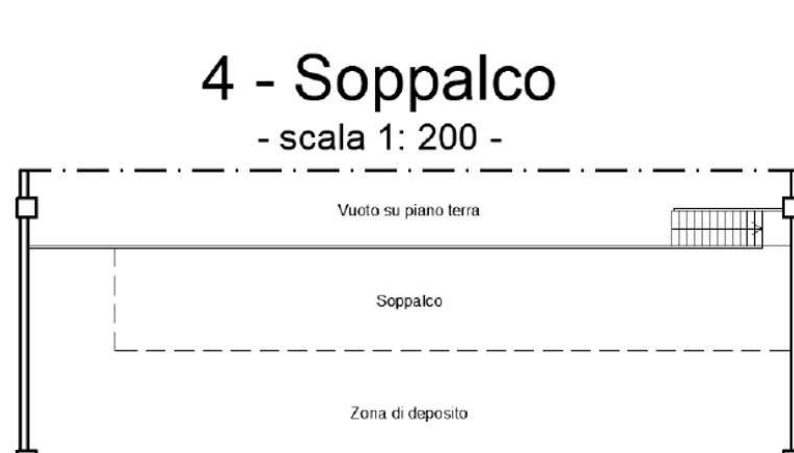 4 - Soppalco
- scala 1: 200 -
Vuoto su piano terra
Soppalco
Zona di deposito